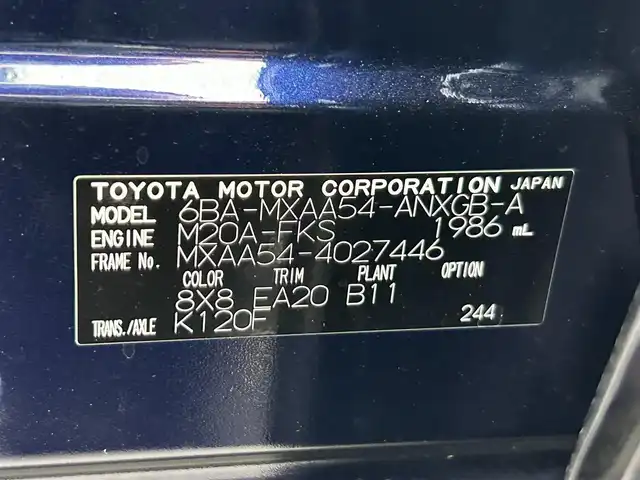 TOYOTA MOTOR CORPORATION JAPAN
MODEL 6BA-MXAA54-ANXGB-A
ENGINE M20A-FKS 1986 mL
FRAME No. MXAA54-4027446
COLOR TRIM PLANT OPTION
8X8 EA20 B11
TRANS./AXLE K120F 244